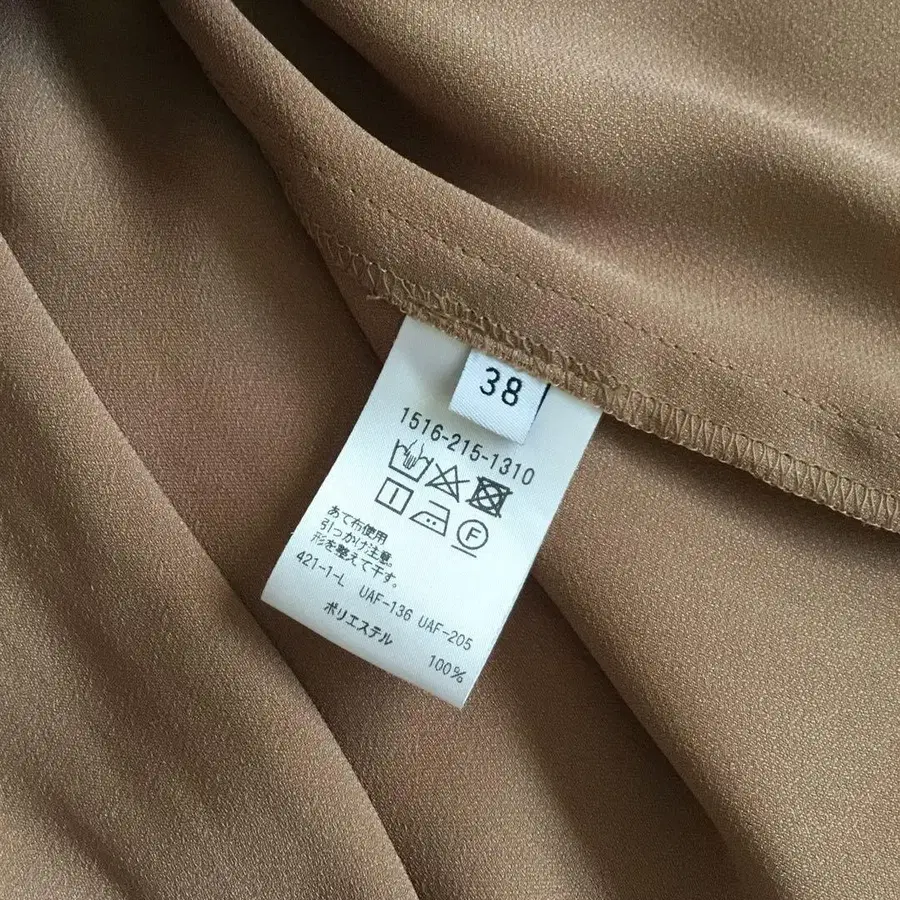 38
1516-215-1310
F
あて布使用
引っかけ注意。
形を整えて干す。
421-1-L UAF-136 UAF-205
ポリエステル
100%